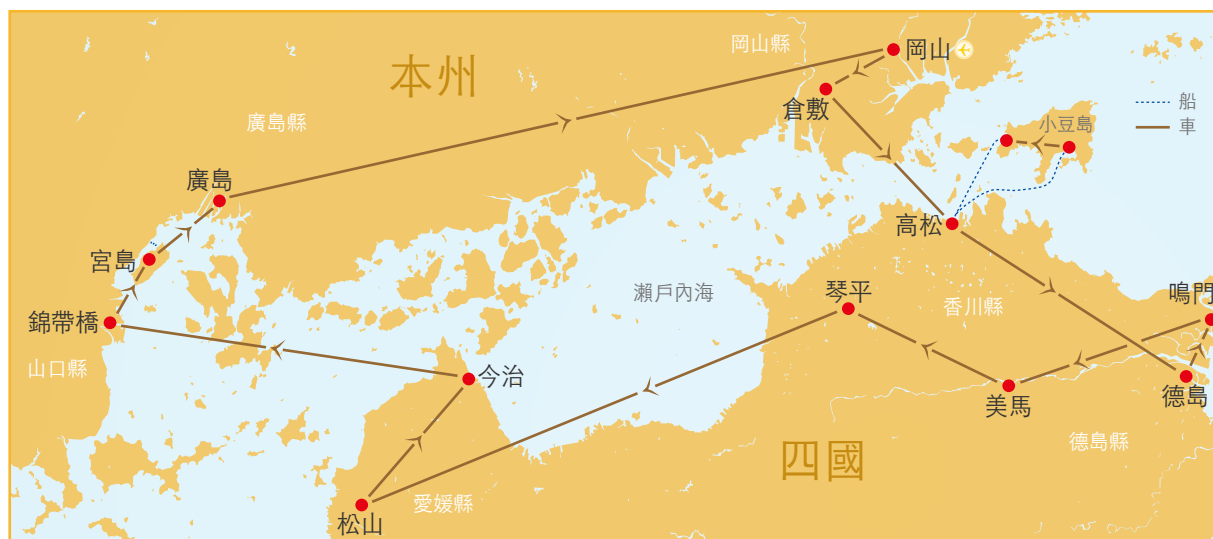 本州
岡山縣
岡山
廣島縣
倉敷
船
車
小豆島
廣島
高松
宮島
瀨戶內海
琴平
香川縣
鳴門
錦帶橋
山口縣
今治
美馬
德島
四國
德島縣
愛媛縣
松山